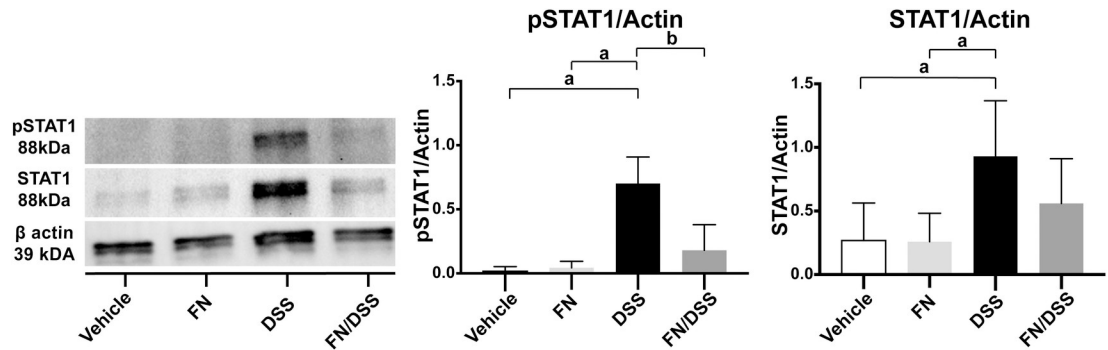 pSTAT1
88kDa
STAT1
88kDa
β actin
39 kDA
Vehicle
FN
DSS
FN/DSS
pSTAT1/Actin
b
a
a
pSTAT1/Actin
1.5
1.0
0.5
0.0
Vehicle
FN
DSS
FN/DSS
STAT1/Actin
a
a
STAT1/Actin
1.5
1.0
0.5
0.0
Vehicle
FN
DSS
FN/DSS